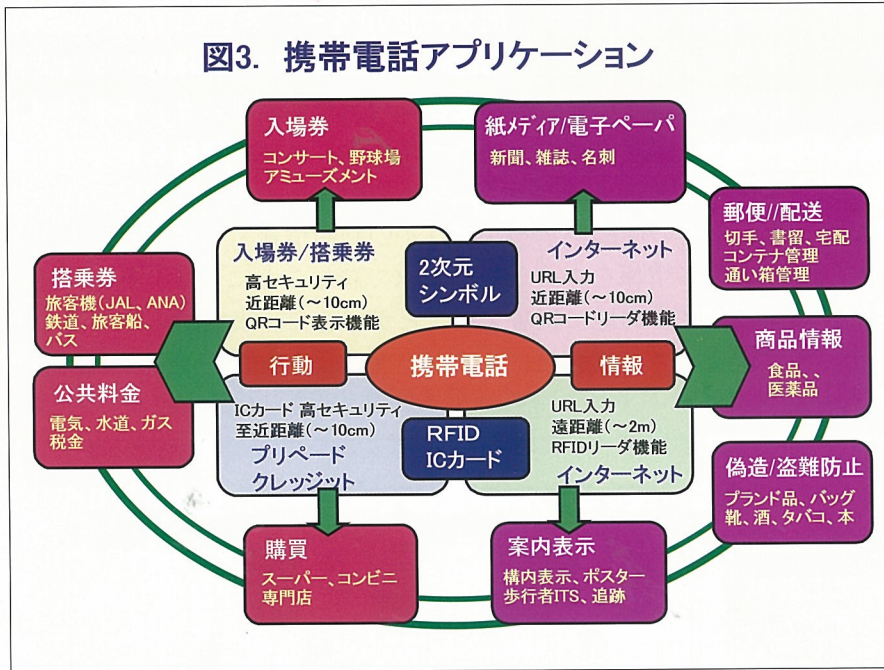 図3. 携帯電話アプリケーション
入場券
コンサート、野球場
アミューズメント
紙メディア/電子ペーパ
新聞、雑誌、名刺
郵便//配送
切手、書留、宅配
コンテナ管理
通い箱管理
搭乗券
旅客機(JAL、ANA)
鉄道、旅客船、
バス
入場券/搭乗券
高セキュリティ
近距離(～10cm)
QRコード表示機能
2次元
シンボル
インターネット
URL入力
近距離(～10cm)
QRコードリーダ機能
商品情報
食品、、
医薬品
行動
携帯電話
情報
公共料金
電気、水道、ガス
税金
ICカード 高セキュリティ
至近距離(～10cm)
プリペード
クレッジット
RFID
ICカード
URL入力
遠距離(～2m)
RFIDリーダ機能
インターネット
偽造/盗難防止
ブランド品、バッグ
靴、酒、タバコ、本
購買
スーパー、コンビニ
専門店
案内表示
構内表示、ポスター
歩行者ITS、追跡